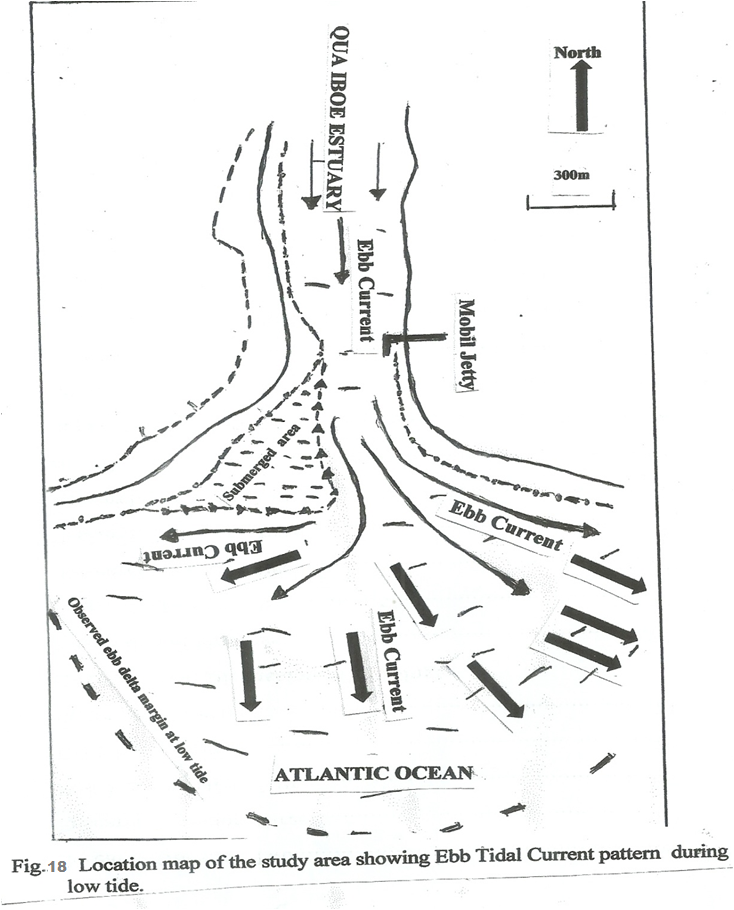 North
300m
QUA IBOE ESTUARY
Ebb Current
Mobil Jetty
Submerged area
Ebb Current
Ebb Current
Ebb Current
Observed ebb delta margin at low tide
ATLANTIC OCEAN
Fig.18 Location map of the study area showing Ebb Tidal Current pattern during
low tide.